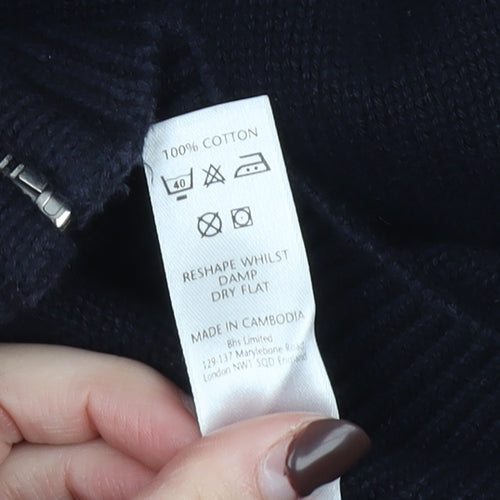 100% COTTON
40
RESHAPE WHILST
DAMP
DRY FLAT
MADE IN CAMBODIA
Bhs Limited
129-137 Marylebone Road
London NW1 5QD England